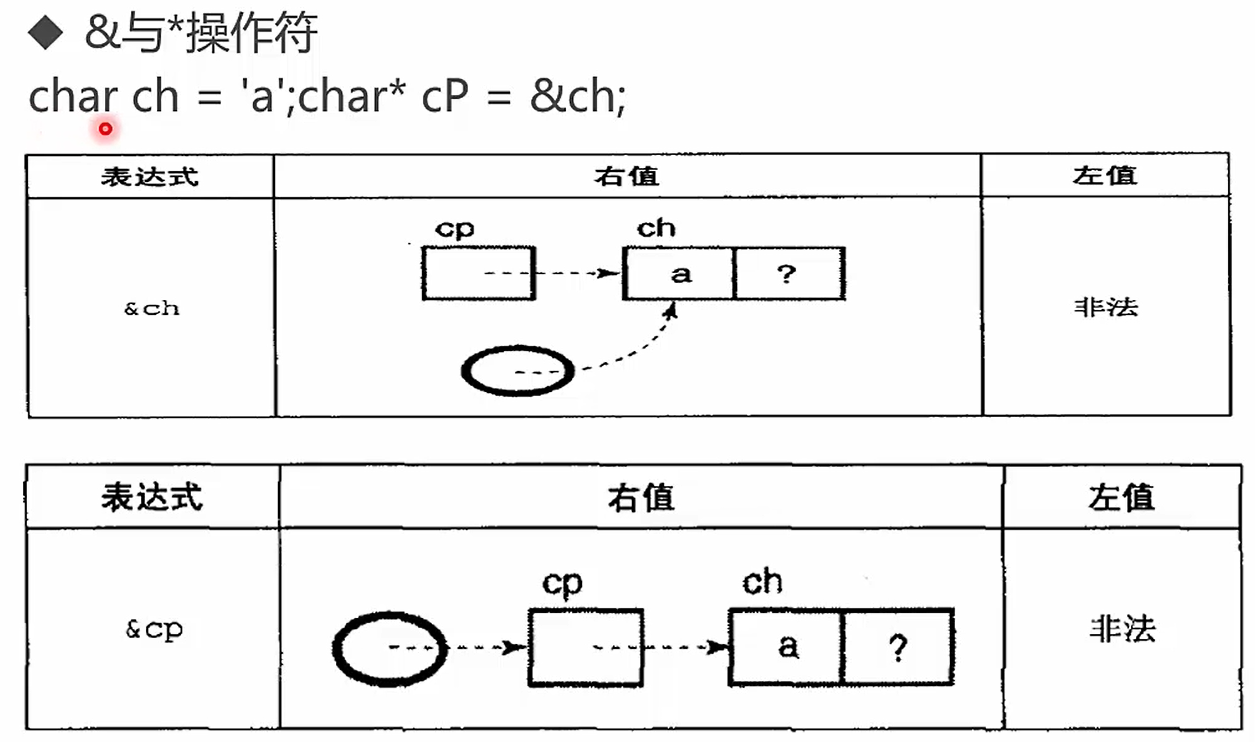 ◆ &与*操作符
char ch = 'a';char* cP = &ch;
表达式 右值 左值
cp ch
a ?
&ch 非法
表达式 右值 左值
cp ch
&cp a ? 非法